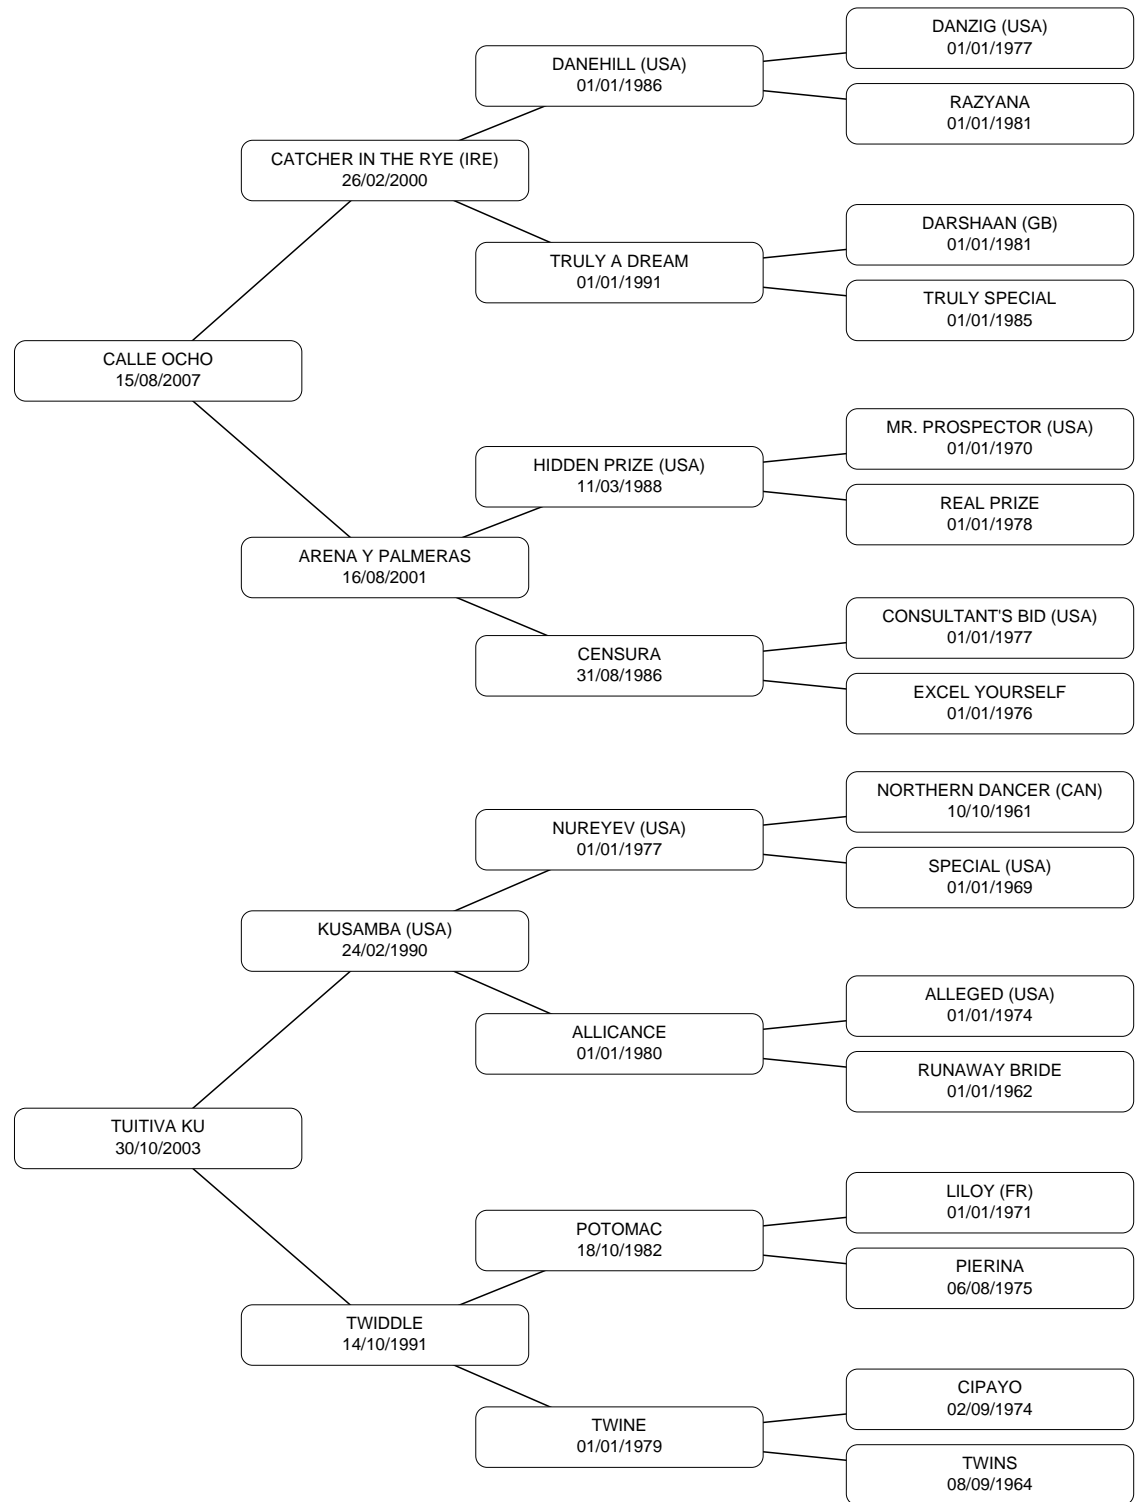 DANZIG (USA)
01/01/1977
DANEHILL (USA)
01/01/1986
RAZYANA
01/01/1981
CATCHER IN THE RYE (IRE)
26/02/2000
DARSHAAN (GB)
01/01/1981
TRULY A DREAM
01/01/1991
TRULY SPECIAL
01/01/1985
CALLE OCHO
15/08/2007
MR. PROSPECTOR (USA)
01/01/1970
HIDDEN PRIZE (USA)
11/03/1988
REAL PRIZE
01/01/1978
ARENA Y PALMERAS
16/08/2001
CONSULTANT'S BID (USA)
01/01/1977
CENSURA
31/08/1986
EXCEL YOURSELF
01/01/1976
NORTHERN DANCER (CAN)
10/10/1961
NUREYEV (USA)
01/01/1977
SPECIAL (USA)
01/01/1969
KUSAMBA (USA)
24/02/1990
ALLEGED (USA)
01/01/1974
ALLICANCE
01/01/1980
RUNAWAY BRIDE
01/01/1962
TUITIVA KU
30/10/2003
LILOY (FR)
01/01/1971
POTOMAC
18/10/1982
PIERINA
06/08/1975
TWIDDLE
14/10/1991
CIPAYO
02/09/1974
TWINE
01/01/1979
TWINS
08/09/1964